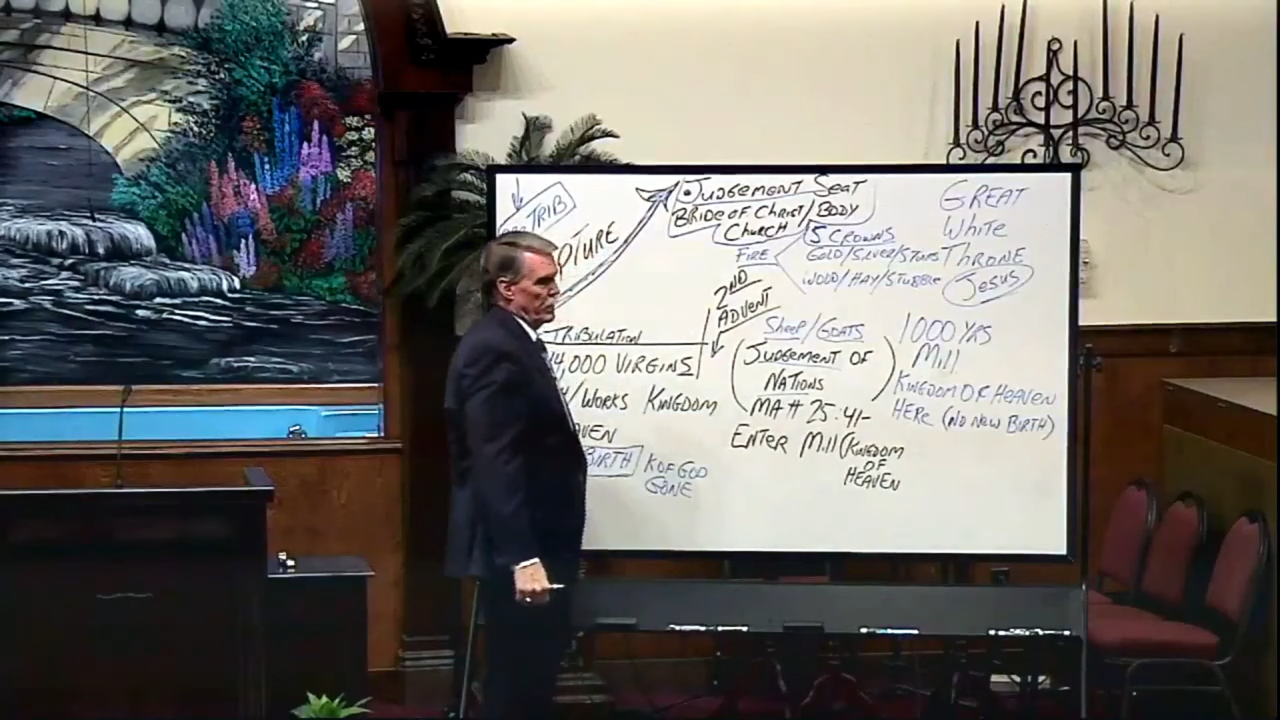 TRIB
JUDGEMENT SEAT
BRIDE OF CHRIST/BODY
CHURCH
5 CROWNS
FIRE
GOLD/SILVER/STONES
WOOD/HAY/STUBBLE
GREAT
WHITE
THRONE
JESUS
PTURE
2ND
ADVENT
TRIBULATION
4,000 VIRGINS
H/WORKS KINGDOM
AVEN
BIRTH
K OF GOD
GONE
Sheep/GOATS
JUDGEMENT OF
NATIONS
MATT 25:41-
ENTER Mill (KINGDOM
OF
HEAVEN
1000 YRS
Mill
KINGDOM OF HEAVEN
HERE (NO NEW BIRTH)